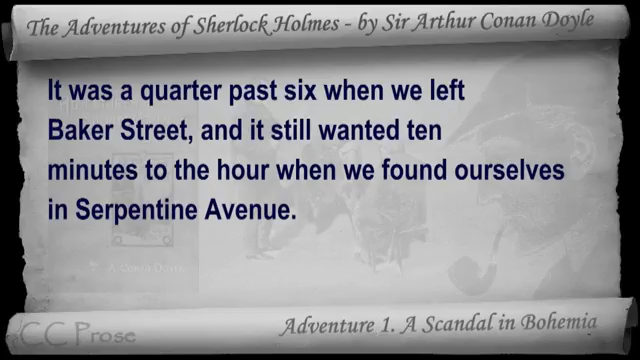 The Adventures of Sherlock Holmes - by Sir Arthur Conan Doyle
It was a quarter past six when we left
Baker Street, and it still wanted ten
minutes to the hour when we found ourselves
in Serpentine Avenue.
A. Conan Doyle
Adventure 1. A Scandal in Bohemia
CC Prose